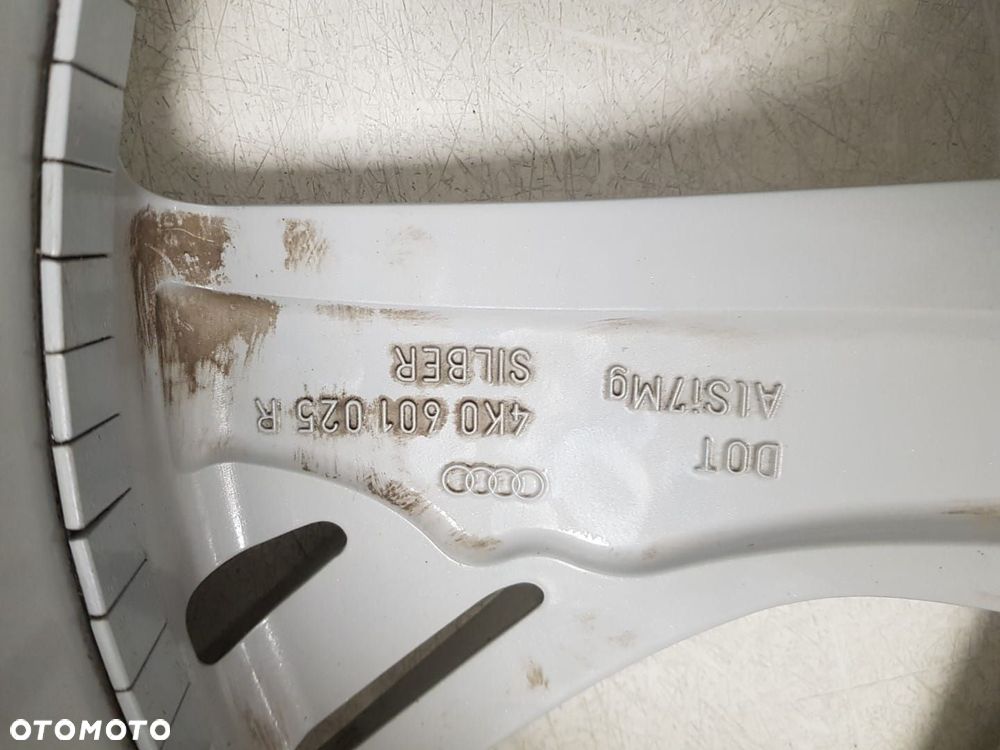 DOT
AlSi7Mg
4K0 601 025 R
SILBER
OTOMOTO